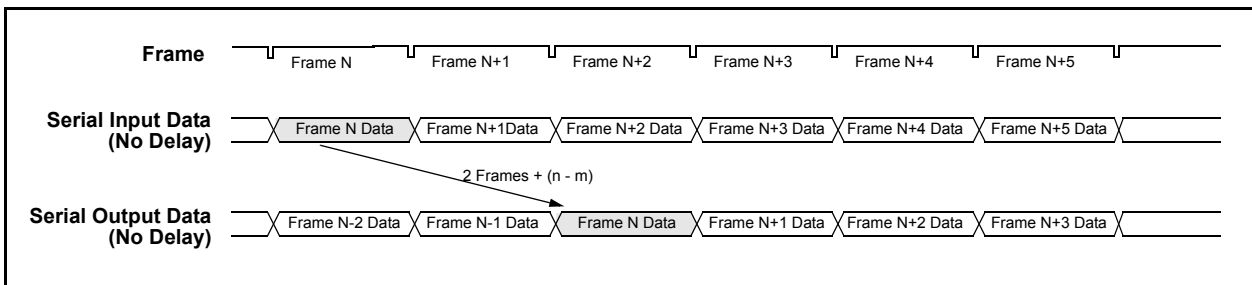 Frame
Frame N
Frame N+1
Frame N+2
Frame N+3
Frame N+4
Frame N+5
Serial Input Data
(No Delay)
Frame N Data
Frame N+1Data
Frame N+2 Data
Frame N+3 Data
Frame N+4 Data
Frame N+5 Data
2 Frames + (n - m)
Serial Output Data
(No Delay)
Frame N-2 Data
Frame N-1 Data
Frame N Data
Frame N+1 Data
Frame N+2 Data
Frame N+3 Data